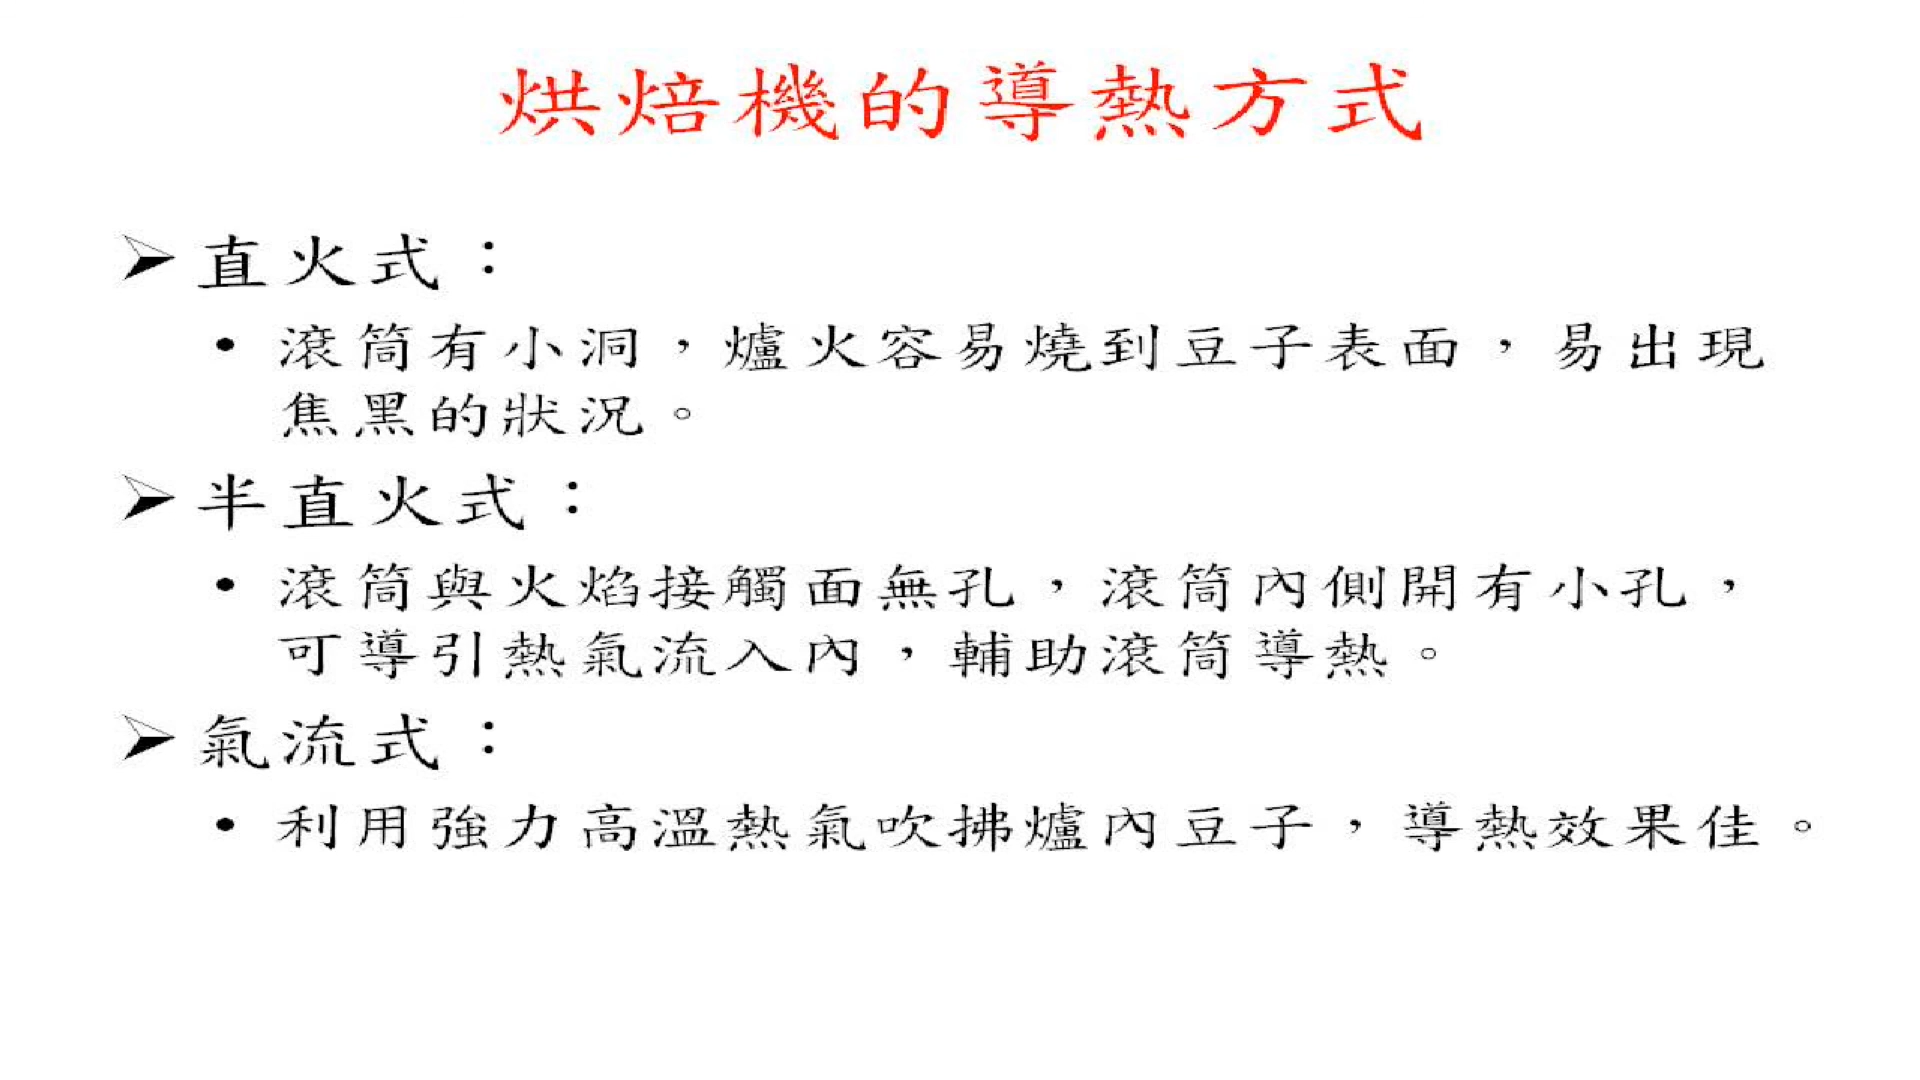 烘焙機的導熱方式
➢直火式：
• 滾筒有小洞，爐火容易燒到豆子表面，易出現
焦黑的狀況。
➢半直火式：
• 滾筒與火焰接觸面無孔，滾筒內側開有小孔，
可導引熱氣流入內，輔助滾筒導熱。
➢氣流式：
• 利用強力高溫熱氣吹拂爐內豆子，導熱效果佳。